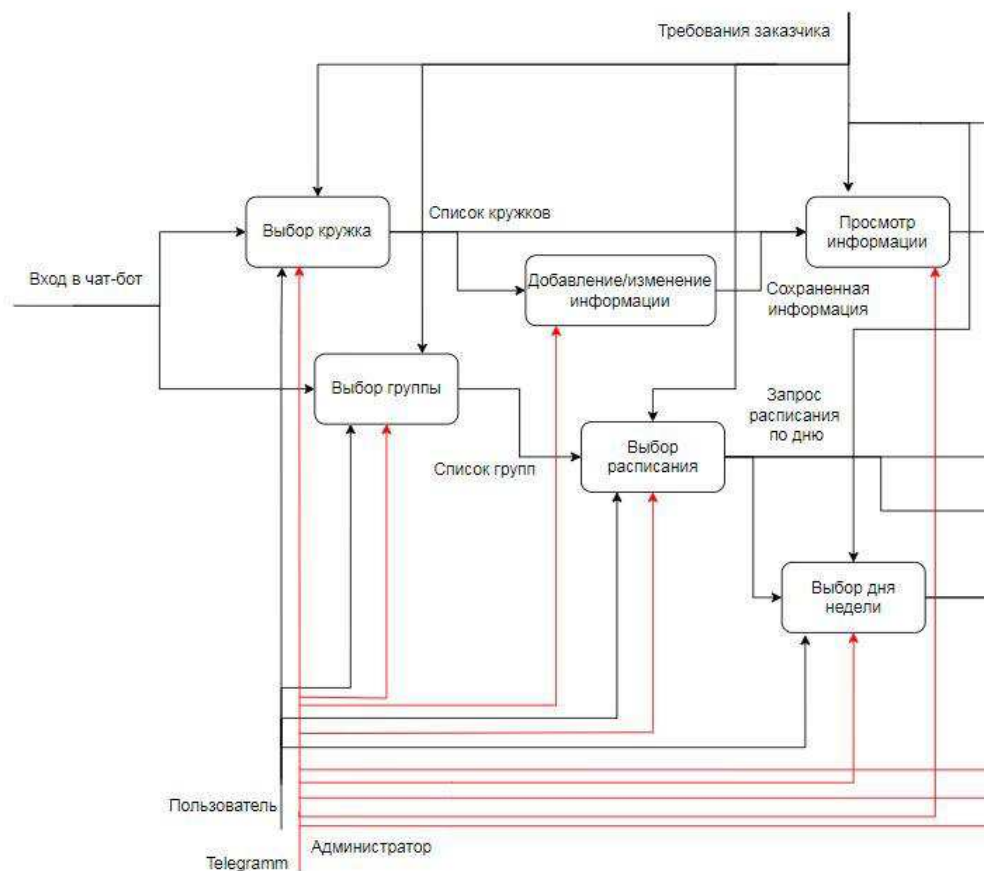 Требования заказчика
Выбор кружка
Список кружков
Просмотр
информации
Вход в чат-бот
Добавление/изменение
информации
Сохраненная
информация
Выбор группы
Список групп
Выбор
расписания
Запрос
расписания
по дню
Выбор дня
недели
Пользователь
Администратор
Telegramm